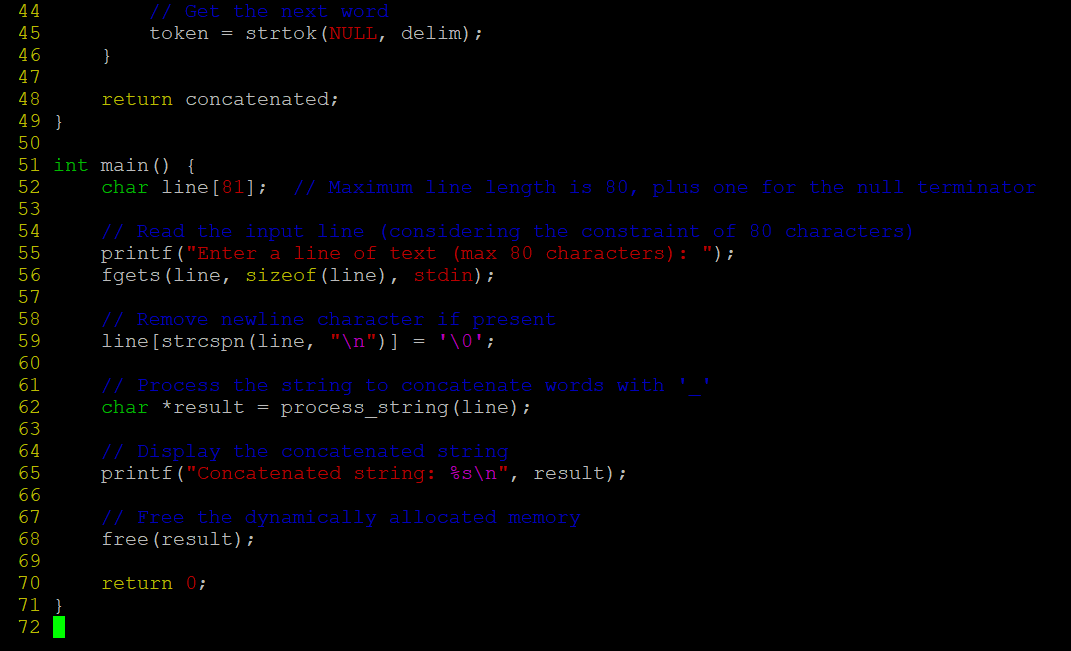 44         // Get the next word
45         token = strtok(NULL, delim);
46     }
47
48     return concatenated;
49 }
50
51 int main() {
52     char line[81];  // Maximum line length is 80, plus one for the null terminator
53
54     // Read the input line (considering the constraint of 80 characters)
55     printf("Enter a line of text (max 80 characters): ");
56     fgets(line, sizeof(line), stdin);
57
58     // Remove newline character if present
59     line[strcspn(line, "\n")] = '\0';
60
61     // Process the string to concatenate words with '_'
62     char *result = process_string(line);
63
64     // Display the concatenated string
65     printf("Concatenated string: %s\n", result);
66
67     // Free the dynamically allocated memory
68     free(result);
69
70     return 0;
71 }
72